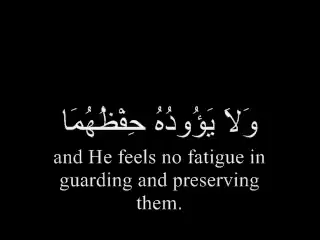 وَلَا يَؤُودُهُ حِفْظُهُمَا
and He feels no fatigue in
guarding and preserving
them.